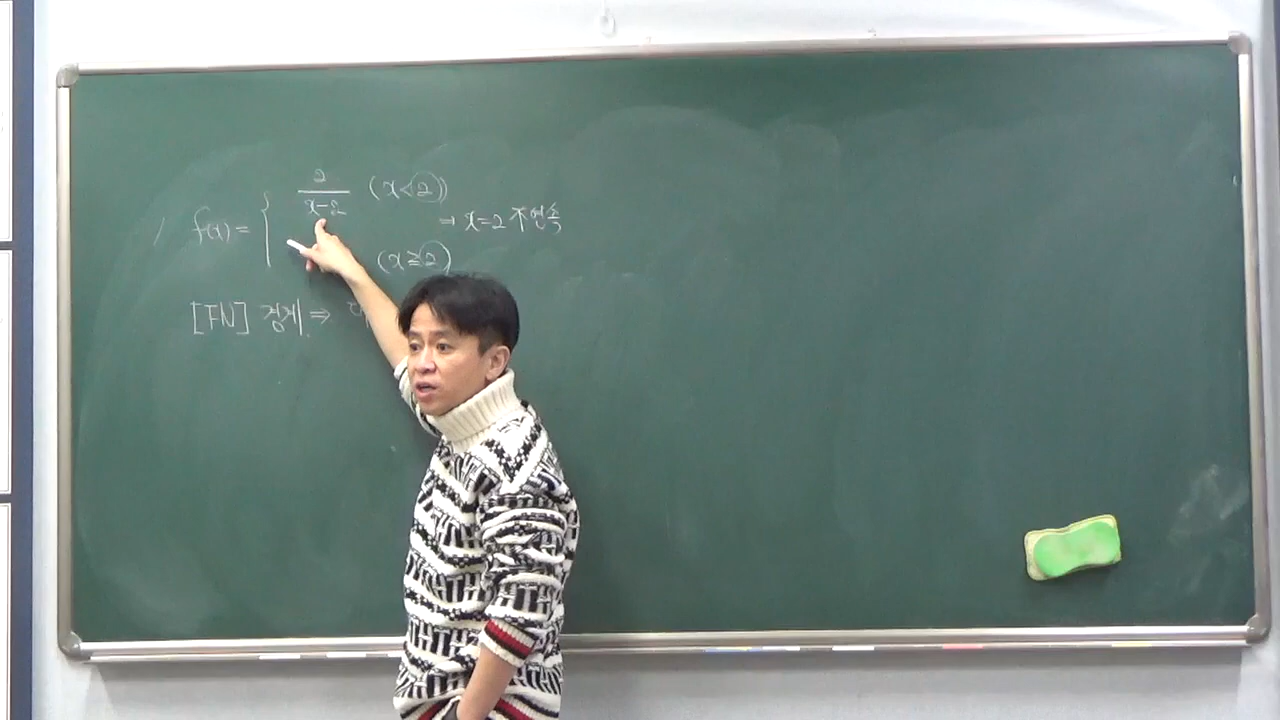 f(x) = { 2/(x-2) (x<2)
(x≧2)
⇒ x=2 不연속
[FN] 경계 ⇒